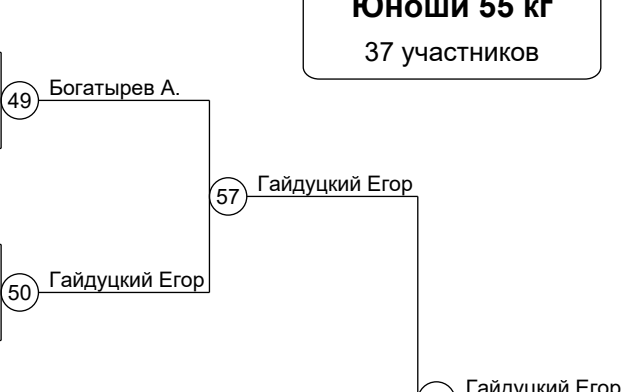 Юноши 55 кг
37 участников
49
Богатырев А.
57
Гайдуцкий Егор
50
Гайдуцкий Егор
Гайдуцкий Егор